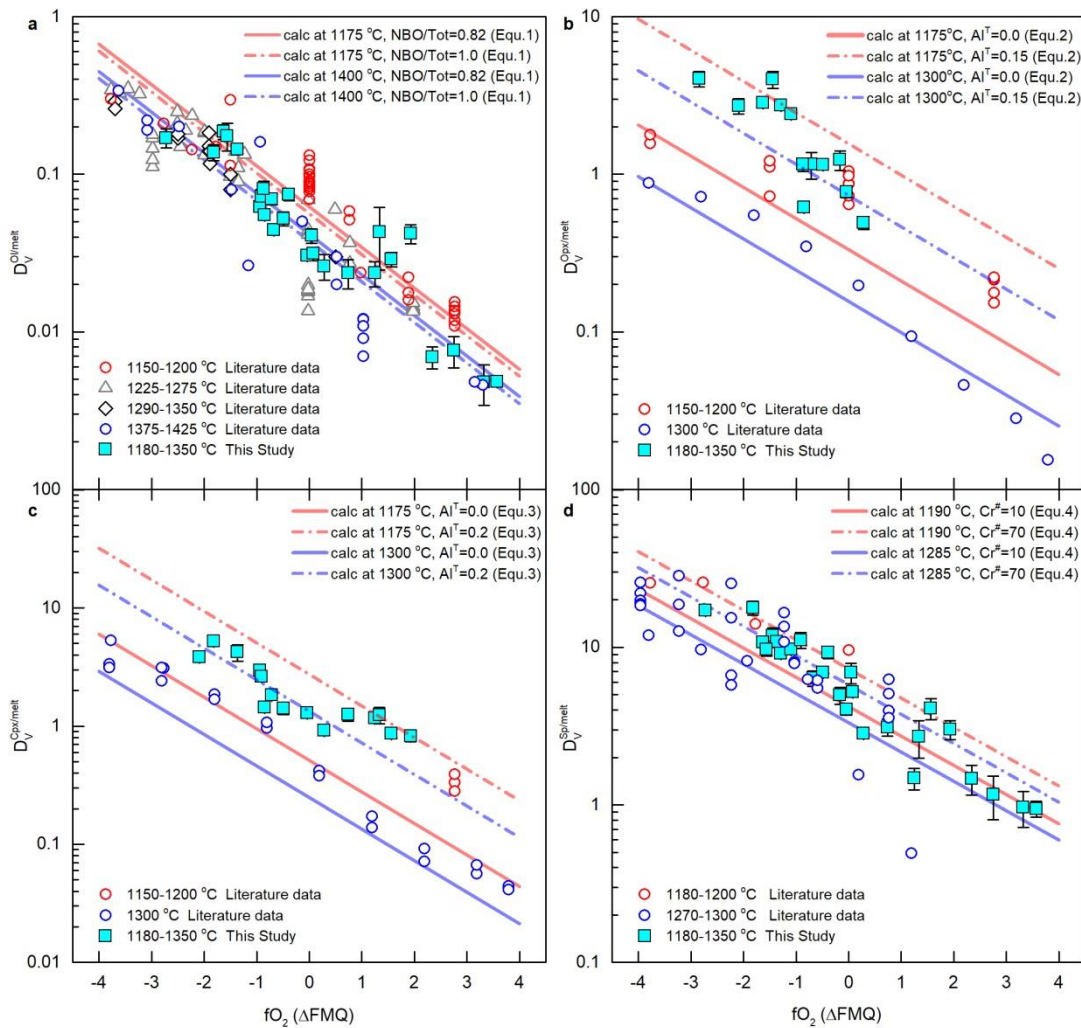 a
calc at 1175 °C, NBO/Tot=0.82 (Equ.1)
calc at 1175 °C, NBO/Tot=1.0 (Equ.1)
calc at 1400 °C, NBO/Tot=0.82 (Equ.1)
calc at 1400 °C, NBO/Tot=1.0 (Equ.1)
1
0.1
0.01
D_V^Ol/melt
1150-1200 °C Literature data
1225-1275 °C Literature data
1290-1350 °C Literature data
1375-1425 °C Literature data
1180-1350 °C This Study
b
calc at 1175°C, Al^T=0.0 (Equ.2)
calc at 1175°C, Al^T=0.15 (Equ.2)
calc at 1300°C, Al^T=0.0 (Equ.2)
calc at 1300°C, Al^T=0.15 (Equ.2)
10
1
0.1
0.01
D_V^Opx/melt
1150-1200 °C Literature data
1300 °C Literature data
1180-1350 °C This Study
c
calc at 1175 °C, Al^T=0.0 (Equ.3)
calc at 1175 °C, Al^T=0.2 (Equ.3)
calc at 1300 °C, Al^T=0.0 (Equ.3)
calc at 1300 °C, Al^T=0.2 (Equ.3)
100
10
1
0.1
0.01
D_V^Cpx/melt
1150-1200 °C Literature data
1300 °C Literature data
1180-1350 °C This Study
-4 -3 -2 -1 0 1 2 3 4
fO₂ (ΔFMQ)
d
calc at 1190 °C, Cr^#=10 (Equ.4)
calc at 1190 °C, Cr^#=70 (Equ.4)
calc at 1285 °C, Cr^#=10 (Equ.4)
calc at 1285 °C, Cr^#=70 (Equ.4)
100
10
1
0.1
D_V^Sp/melt
1180-1200 °C Literature data
1270-1300 °C Literature data
1180-1350 °C This Study
-4 -3 -2 -1 0 1 2 3 4
fO₂ (ΔFMQ)